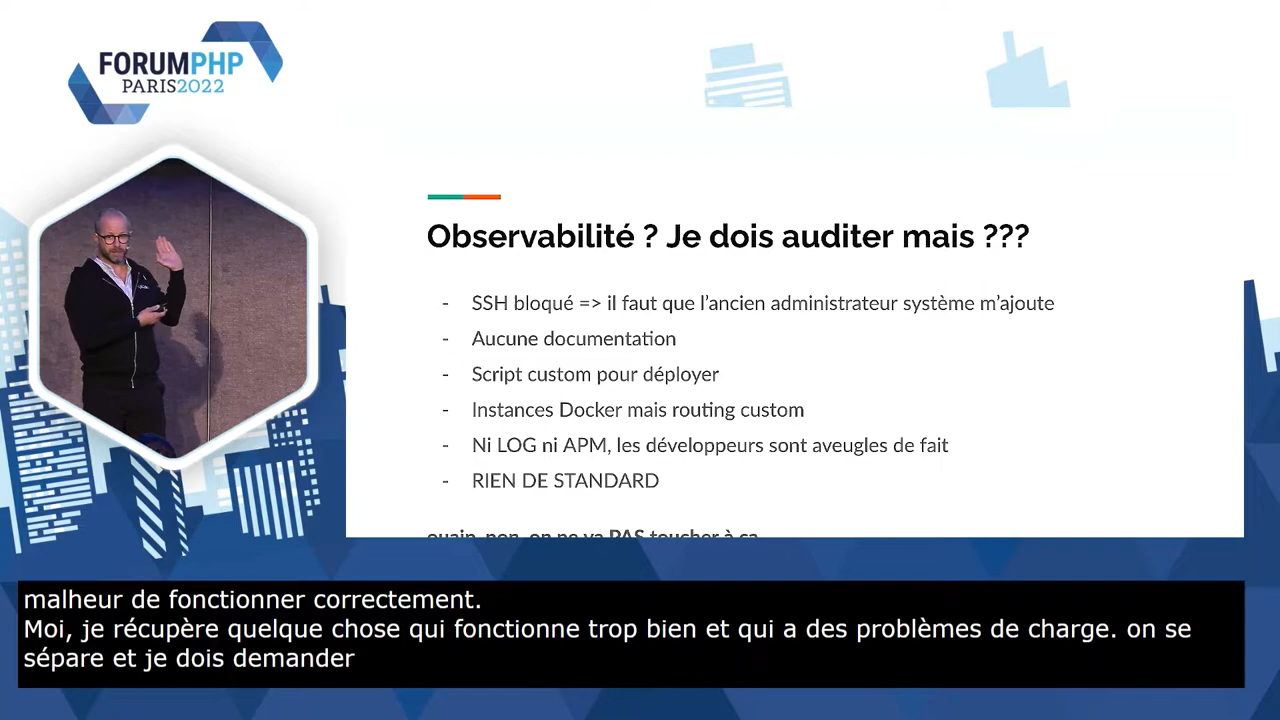 FORUMPHP
PARIS2022
Observabilité ? Je dois auditer mais ???
- SSH bloqué => il faut que l’ancien administrateur système m’ajoute
- Aucune documentation
- Script custom pour déployer
- Instances Docker mais routing custom
- Ni LOG ni APM, les développeurs sont aveugles de fait
- RIEN DE STANDARD
ouaip, non, on ne va PAS toucher à ça
malheur de fonctionner correctement.
Moi, je récupère quelque chose qui fonctionne trop bien et qui a des problèmes de charge. on se
sépare et je dois demander